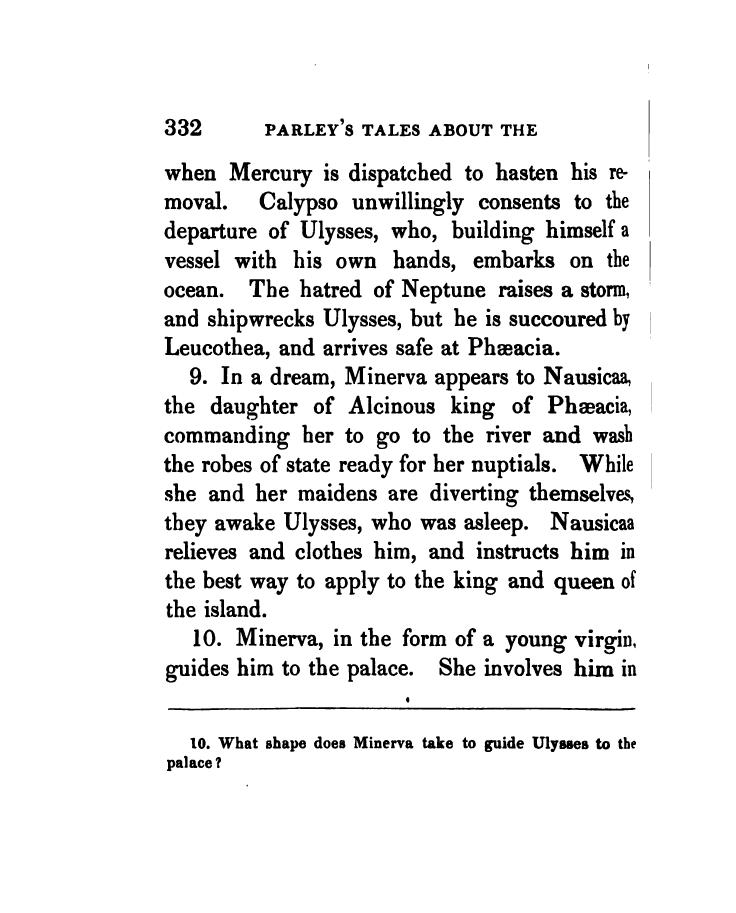 332 PARLEY'S TALES ABOUT THE
when Mercury is dispatched to hasten his re-
moval. Calypso unwillingly consents to the
departure of Ulysses, who, building himself a
vessel with his own hands, embarks on the
ocean. The hatred of Neptune raises a storm,
and shipwrecks Ulysses, but he is succoured by
Leucothea, and arrives safe at Phæacia.
9. In a dream, Minerva appears to Nausicaa,
the daughter of Alcinous king of Phæacia,
commanding her to go to the river and wash
the robes of state ready for her nuptials. While
she and her maidens are diverting themselves,
they awake Ulysses, who was asleep. Nausicaa
relieves and clothes him, and instructs him in
the best way to apply to the king and queen of
the island.
10. Minerva, in the form of a young virgin,
guides him to the palace. She involves him in
10. What shape does Minerva take to guide Ulysses to the
palace?